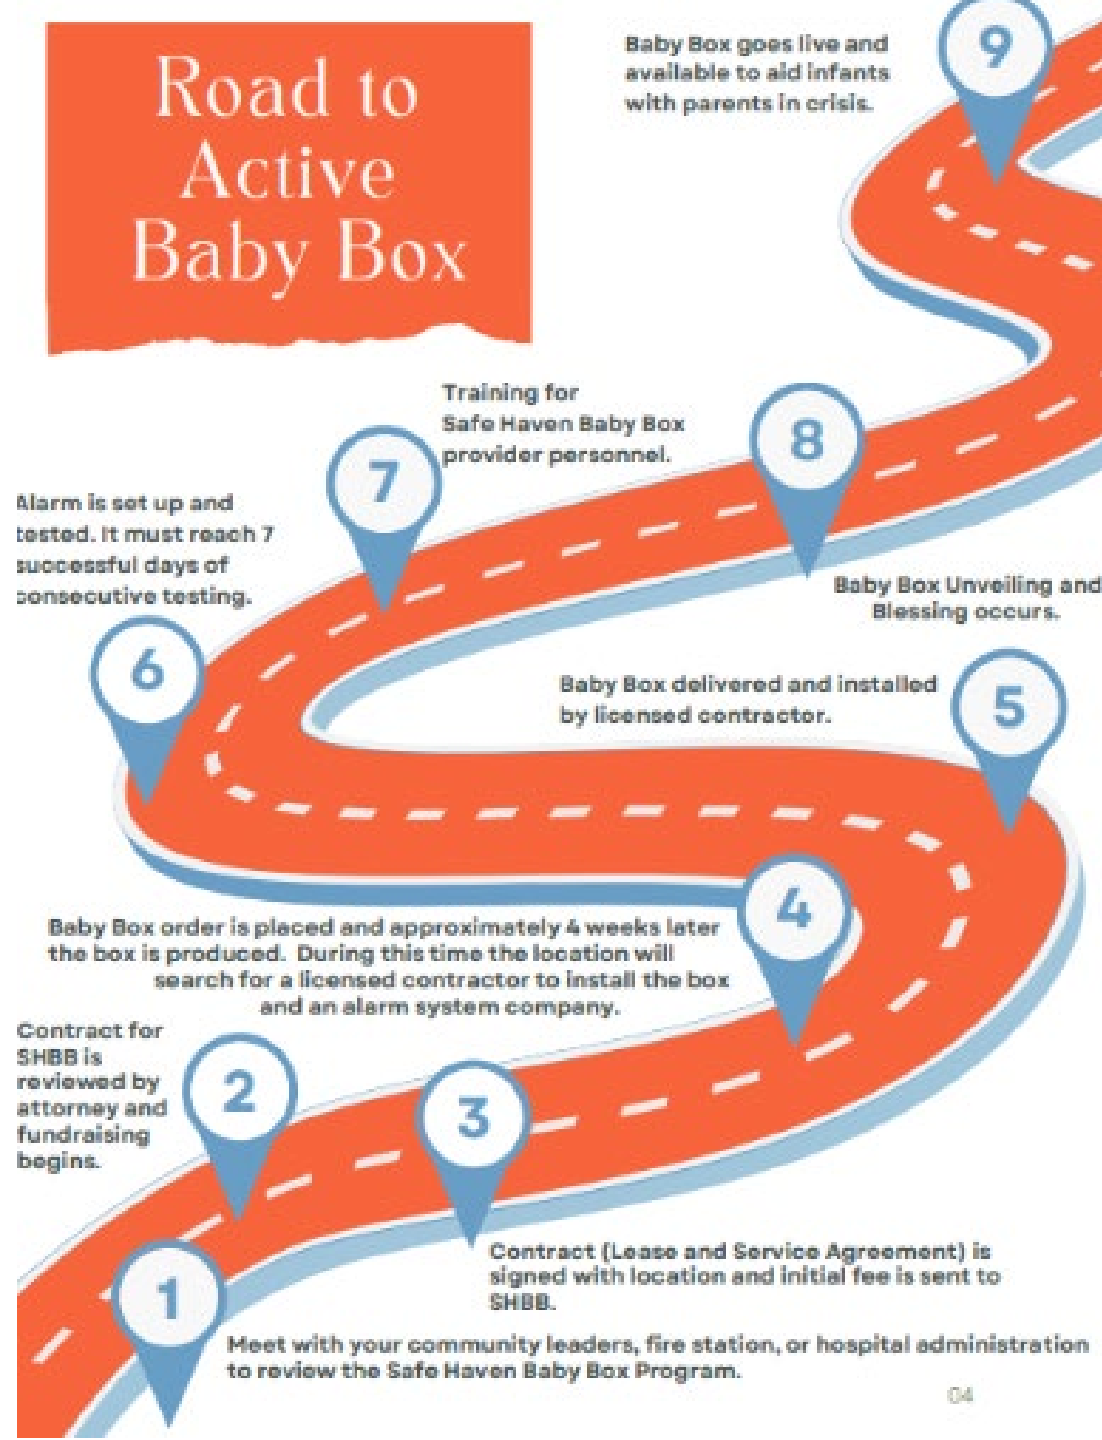 Road to
Active
Baby Box
9
Baby Box goes live and
available to aid infants
with parents in crisis.
8
Baby Box Unveiling and
Blessing occurs.
7
Training for
Safe Haven Baby Box
provider personnel.
6
Alarm is set up and
tested. It must reach 7
successful days of
consecutive testing.
5
Baby Box delivered and installed
by licensed contractor.
4
Baby Box order is placed and approximately 4 weeks later
the box is produced. During this time the location will
search for a licensed contractor to install the box
and an alarm system company.
2
Contract for
SHBB is
reviewed by
attorney and
fundraising
begins.
3
Contract (Lease and Service Agreement) is
signed with location and initial fee is sent to
SHBB.
1
Meet with your community leaders, fire station, or hospital administration
to review the Safe Haven Baby Box Program.
04